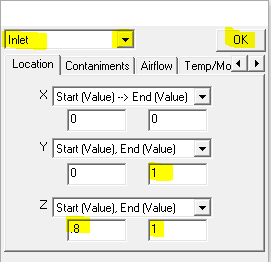 Inlet OK
Location Contaminents Airflow Temp/Mo
X Start (Value) --> End (Value)
0 0
Y Start (Value), End (Value)
0 1
Z Start (Value), End (Value)
.8 1